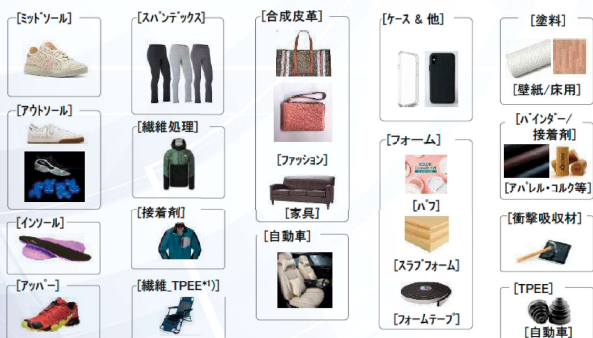 [ミッドソール]
[アウトソール]
[インソール]
[アッパー]
[スパンデックス]
[繊維処理]
[接着剤]
[繊維_TPEE*¹)]
[合成皮革]
[ファッション]
[家具]
[自動車]
[ケース & 他]
[フォーム]
[パフ]
[スラブフォーム]
[フォームテープ]
[塗料]
[壁紙/床用]
[バインダー/
接着剤]
[アパレル・コルク等]
[衝撃吸収材]
[TPEE]
[自動車]